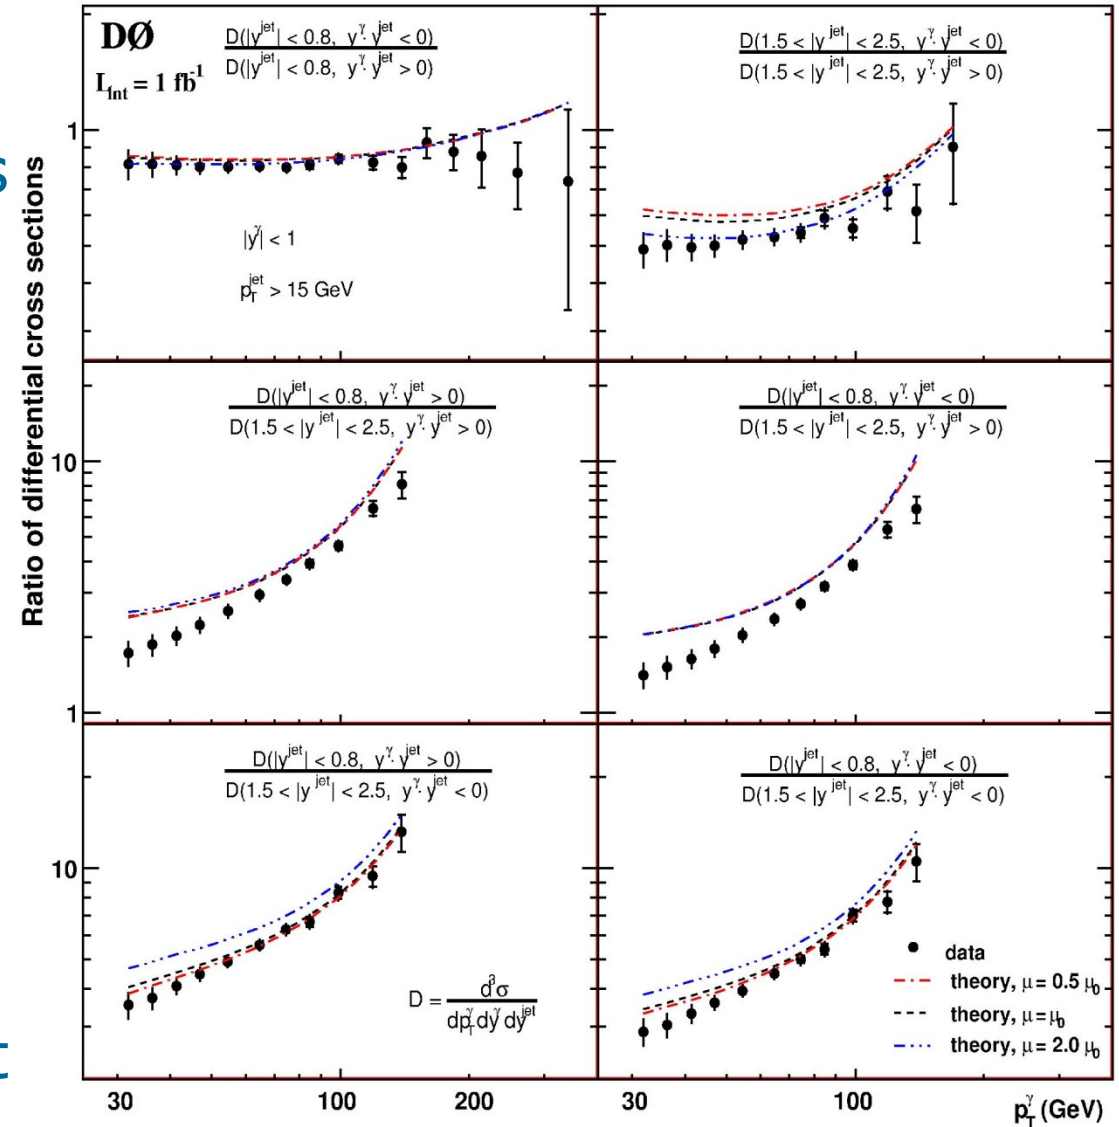 DØ
L_int = 1 fb⁻¹
D(|y^jet| < 0.8, y^γ· y^jet < 0)
D(|y^jet| < 0.8, y^γ· y^jet > 0)
|y^γ| < 1
p_T^jet > 15 GeV
1
D(1.5 < |y^jet| < 2.5, y^γ· y^jet < 0)
D(1.5 < |y^jet| < 2.5, y^γ· y^jet > 0)
s
Ratio of differential cross sections
D(|y^jet| < 0.8, y^γ· y^jet > 0)
D(1.5 < |y^jet| < 2.5, y^γ· y^jet > 0)
10
1
D(|y^jet| < 0.8, y^γ· y^jet < 0)
D(1.5 < |y^jet| < 2.5, y^γ· y^jet > 0)
D(|y^jet| < 0.8, y^γ· y^jet > 0)
D(1.5 < |y^jet| < 2.5, y^γ· y^jet < 0)
10
D = d³σ
dp_T^γ dy^γ dy^jet
D(|y^jet| < 0.8, y^γ· y^jet < 0)
D(1.5 < |y^jet| < 2.5, y^γ· y^jet < 0)
data
theory, μ = 0.5 μ₀
theory, μ = μ₀
theory, μ = 2.0 μ₀
t
30 100 200 30 100 p_T^γ (GeV)